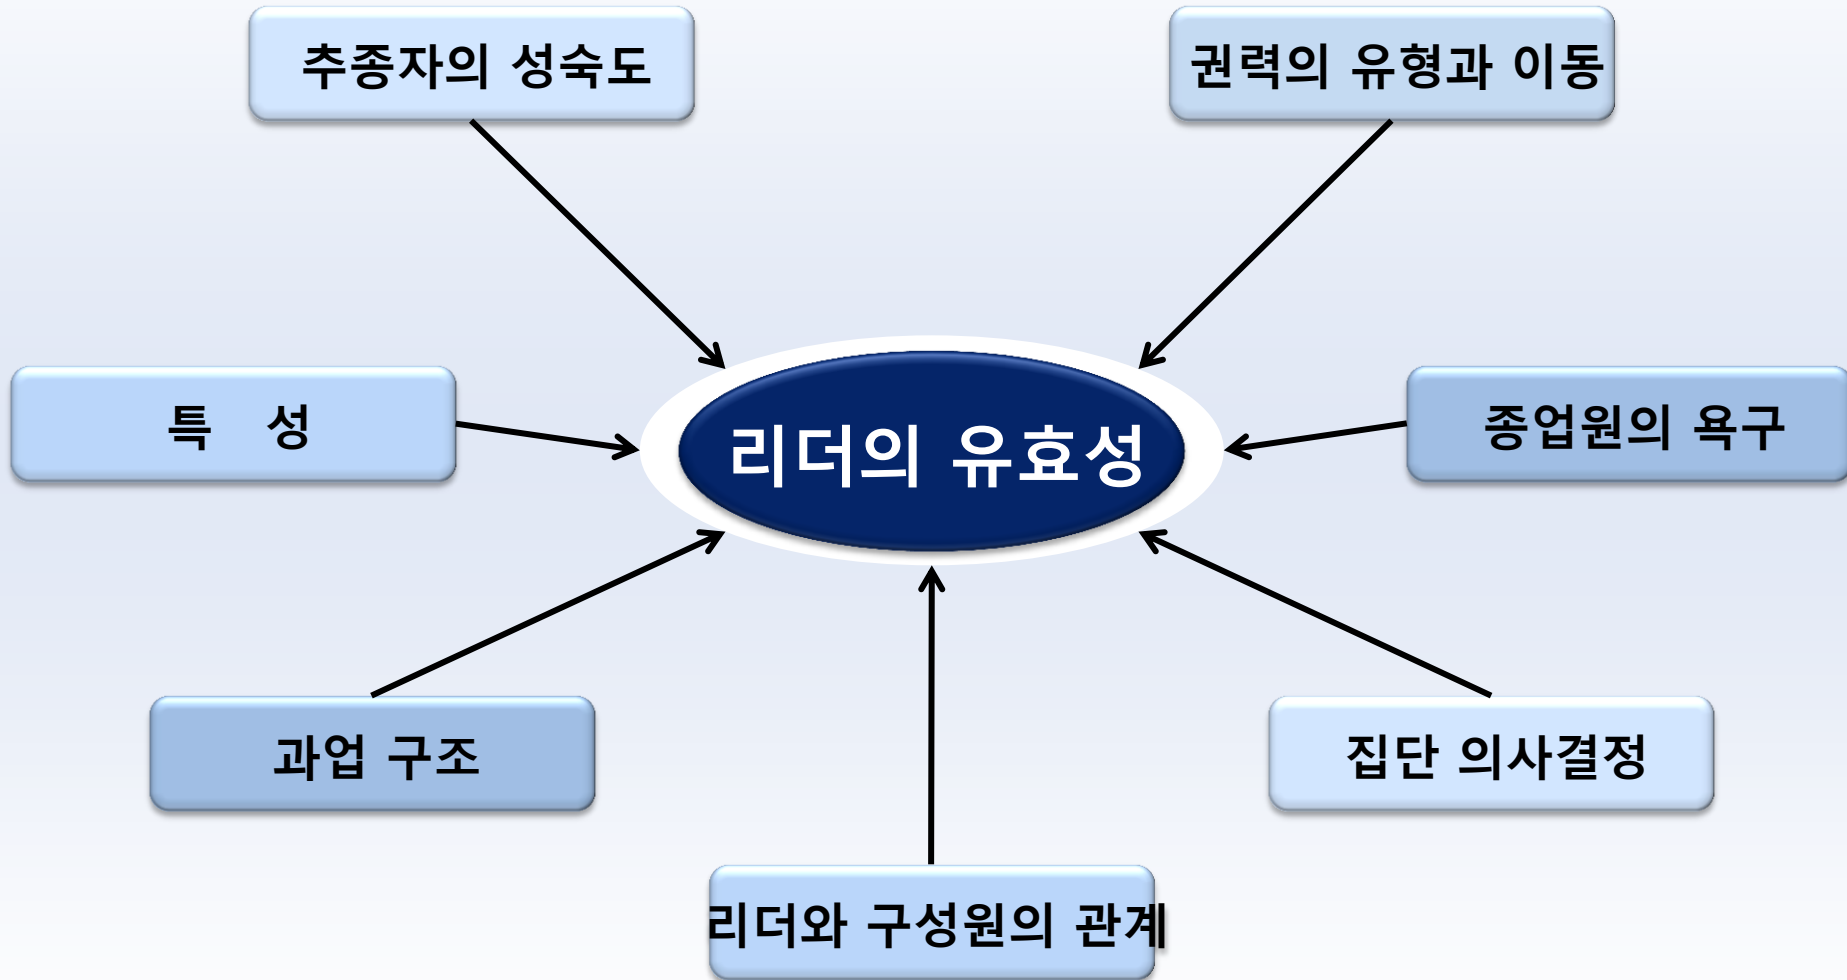 추종자의 성숙도
권력의 유형과 이동
특 성
리더의 유효성
종업원의 욕구
과업 구조
집단 의사결정
리더와 구성원의 관계